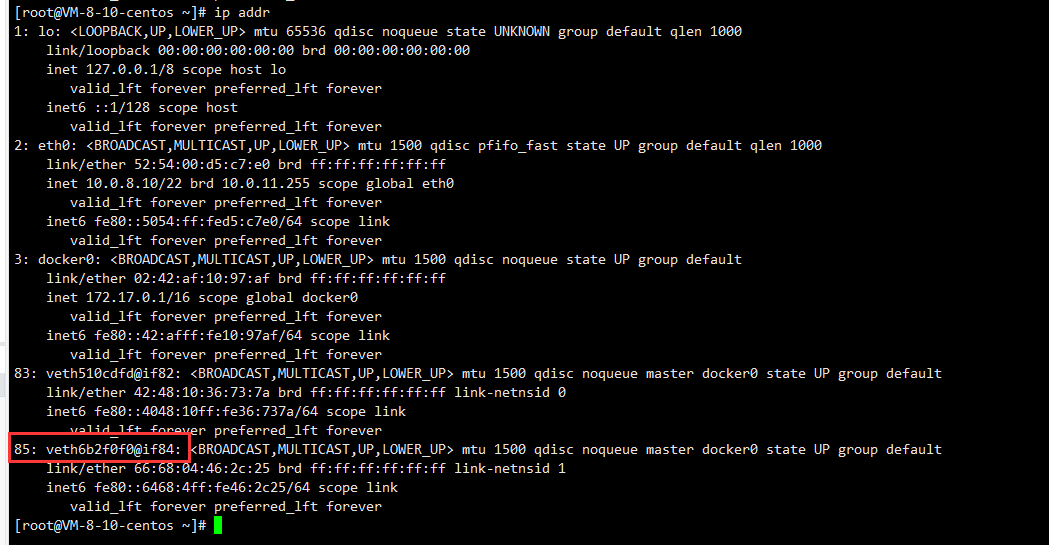 [root@VM-8-10-centos ~]# ip addr
1: lo: <LOOPBACK,UP,LOWER_UP> mtu 65536 qdisc noqueue state UNKNOWN group default qlen 1000
    link/loopback 00:00:00:00:00:00 brd 00:00:00:00:00:00
    inet 127.0.0.1/8 scope host lo
       valid_lft forever preferred_lft forever
    inet6 ::1/128 scope host
       valid_lft forever preferred_lft forever
2: eth0: <BROADCAST,MULTICAST,UP,LOWER_UP> mtu 1500 qdisc pfifo_fast state UP group default qlen 1000
    link/ether 52:54:00:d5:c7:e0 brd ff:ff:ff:ff:ff:ff
    inet 10.0.8.10/22 brd 10.0.11.255 scope global eth0
       valid_lft forever preferred_lft forever
    inet6 fe80::5054:ff:fed5:c7e0/64 scope link
       valid_lft forever preferred_lft forever
3: docker0: <BROADCAST,MULTICAST,UP,LOWER_UP> mtu 1500 qdisc noqueue state UP group default
    link/ether 02:42:af:10:97:af brd ff:ff:ff:ff:ff:ff
    inet 172.17.0.1/16 scope global docker0
       valid_lft forever preferred_lft forever
    inet6 fe80::42:afff:fe10:97af/64 scope link
       valid_lft forever preferred_lft forever
83: veth510cdfd@if82: <BROADCAST,MULTICAST,UP,LOWER_UP> mtu 1500 qdisc noqueue master docker0 state UP group default
    link/ether 42:48:10:36:73:7a brd ff:ff:ff:ff:ff:ff link-netnsid 0
    inet6 fe80::4048:10ff:fe36:737a/64 scope link
       valid_lft forever preferred_lft forever
85: veth6b2f0f0@if84: <BROADCAST,MULTICAST,UP,LOWER_UP> mtu 1500 qdisc noqueue master docker0 state UP group default
    link/ether 66:68:04:46:2c:25 brd ff:ff:ff:ff:ff:ff link-netnsid 1
    inet6 fe80::6468:4ff:fe46:2c25/64 scope link
       valid_lft forever preferred_lft forever
[root@VM-8-10-centos ~]#